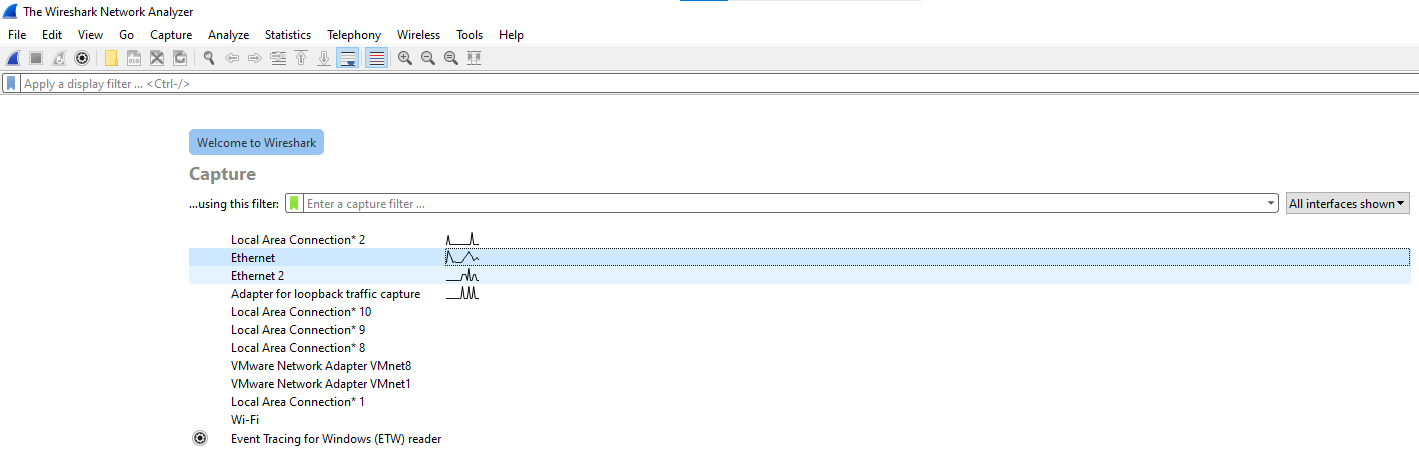 The Wireshark Network Analyzer
File Edit View Go Capture Analyze Statistics Telephony Wireless Tools Help
Apply a display filter ... <Ctrl-/>
Welcome to Wireshark
Capture
...using this filter: Enter a capture filter ... All interfaces shown
Local Area Connection* 2
Ethernet
Ethernet 2
Adapter for loopback traffic capture
Local Area Connection* 10
Local Area Connection* 9
Local Area Connection* 8
VMware Network Adapter VMnet8
VMware Network Adapter VMnet1
Local Area Connection* 1
Wi-Fi
Event Tracing for Windows (ETW) reader